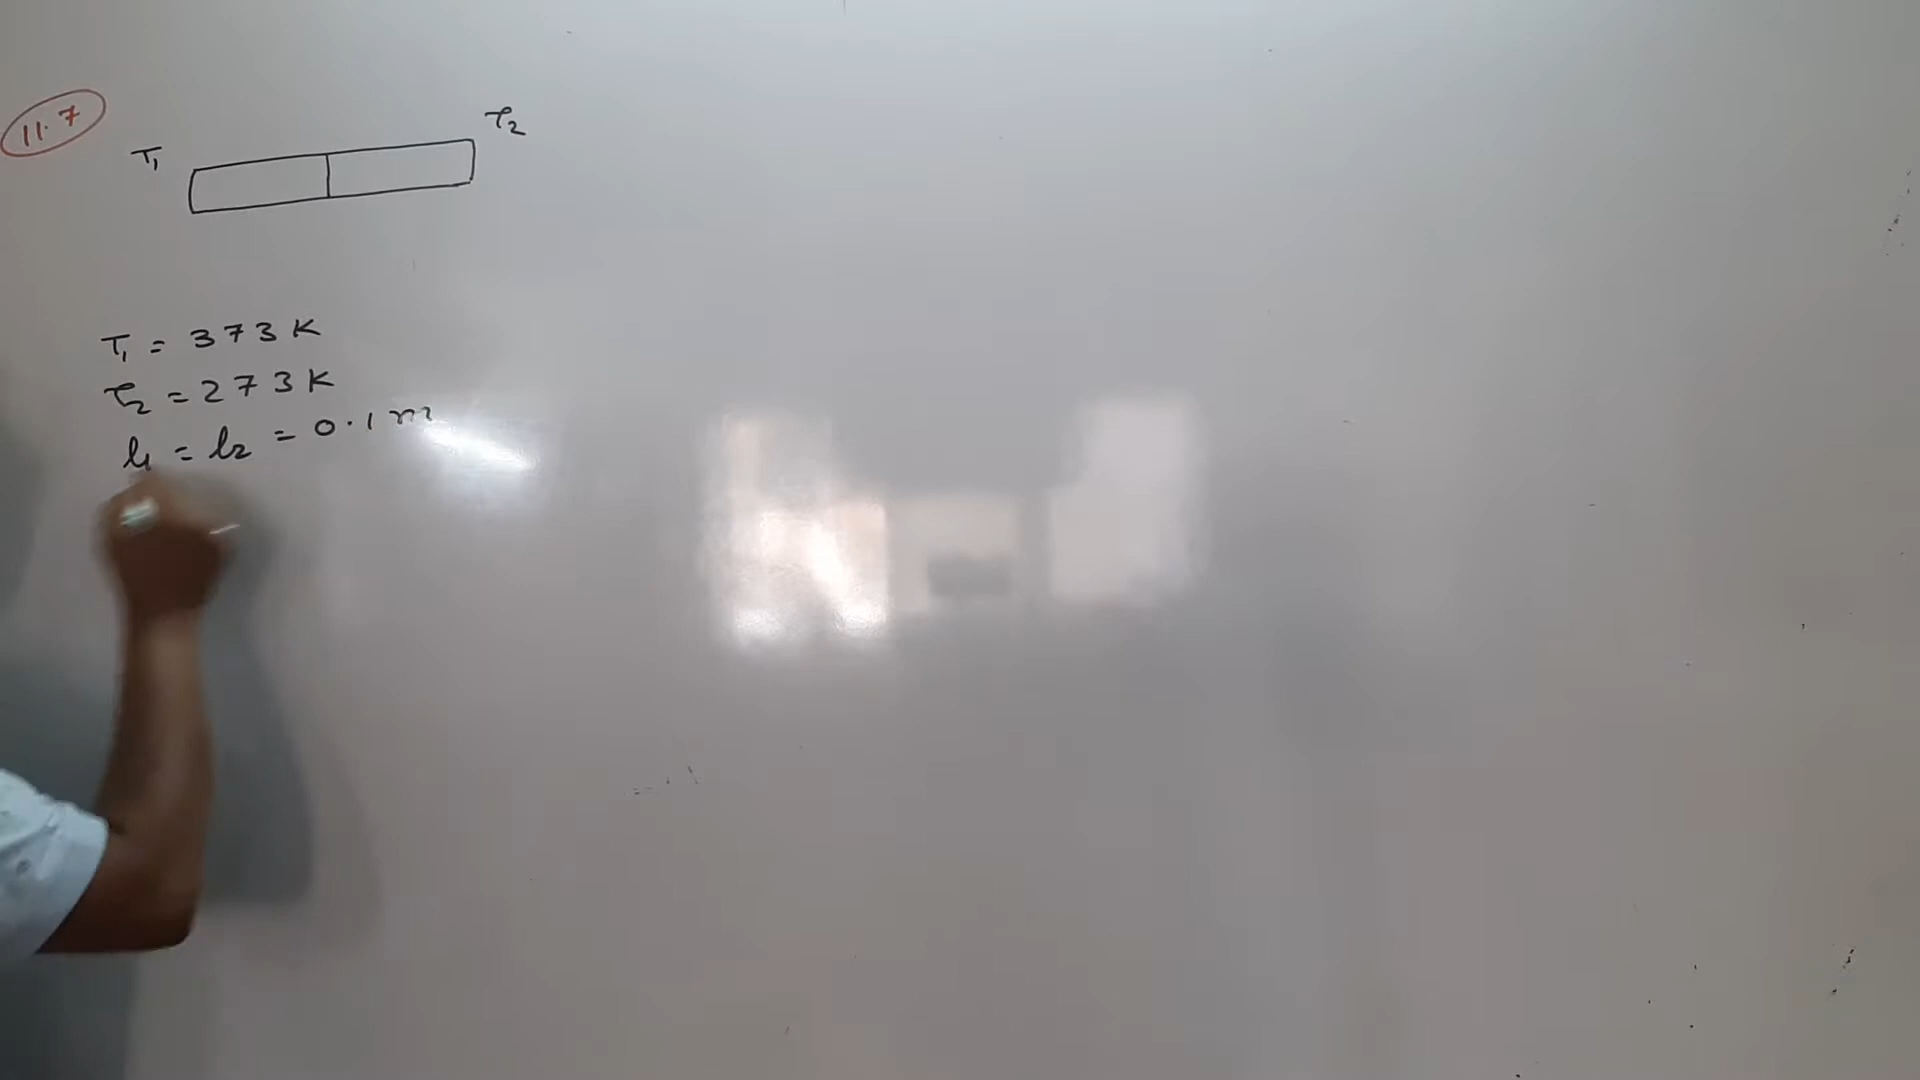 11.7
T₁
T₂
T₁ = 373 K
T₂ = 273 K
l₁ = l₂ = 0.1 m